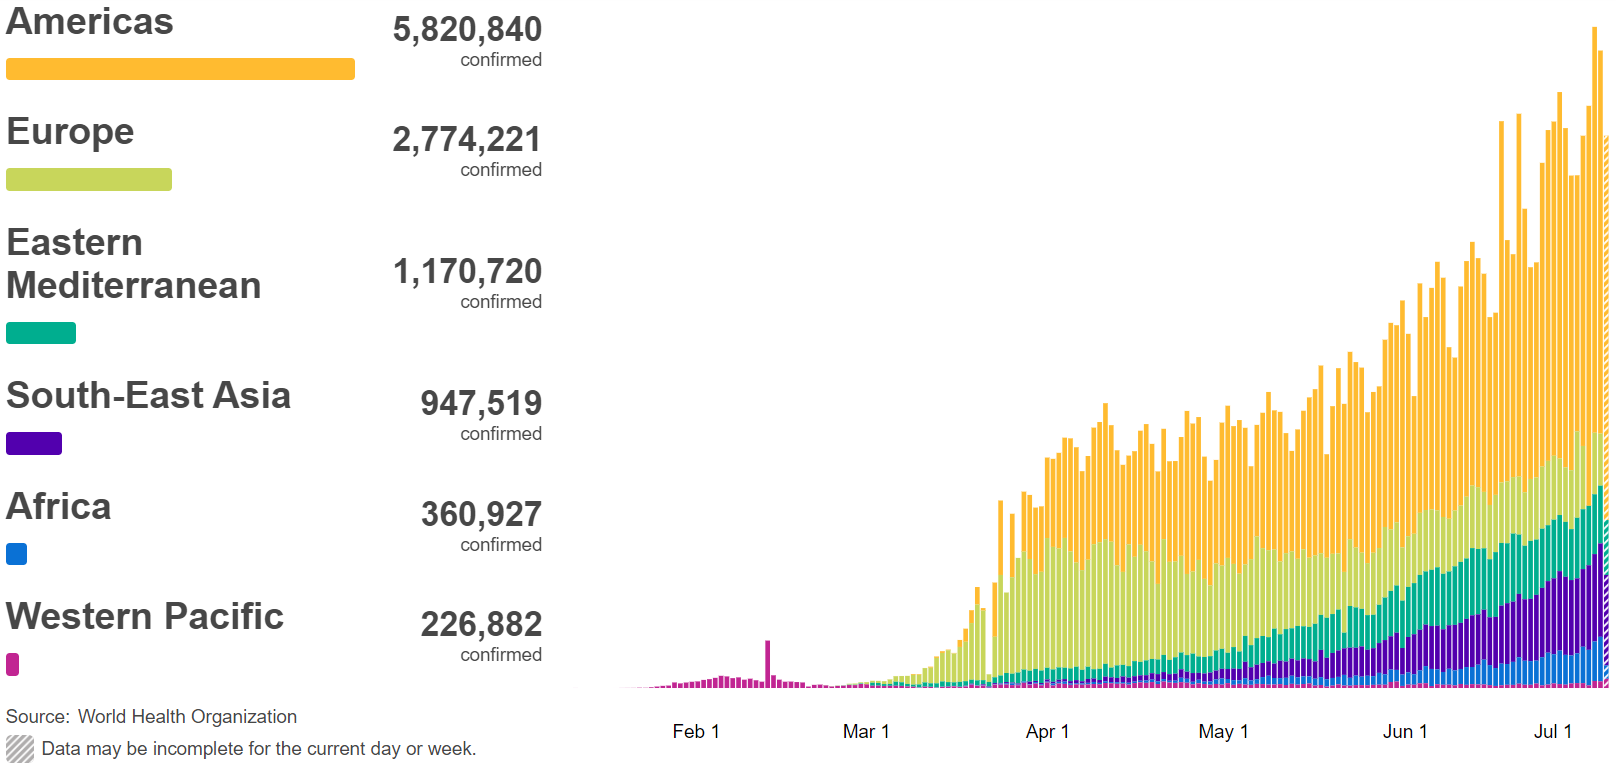 Americas
5,820,840
confirmed
Europe
2,774,221
confirmed
Eastern
Mediterranean
1,170,720
confirmed
South-East Asia
947,519
confirmed
Africa
360,927
confirmed
Western Pacific
226,882
confirmed
Source: World Health Organization
Data may be incomplete for the current day or week.
Feb 1 Mar 1 Apr 1 May 1 Jun 1 Jul 1